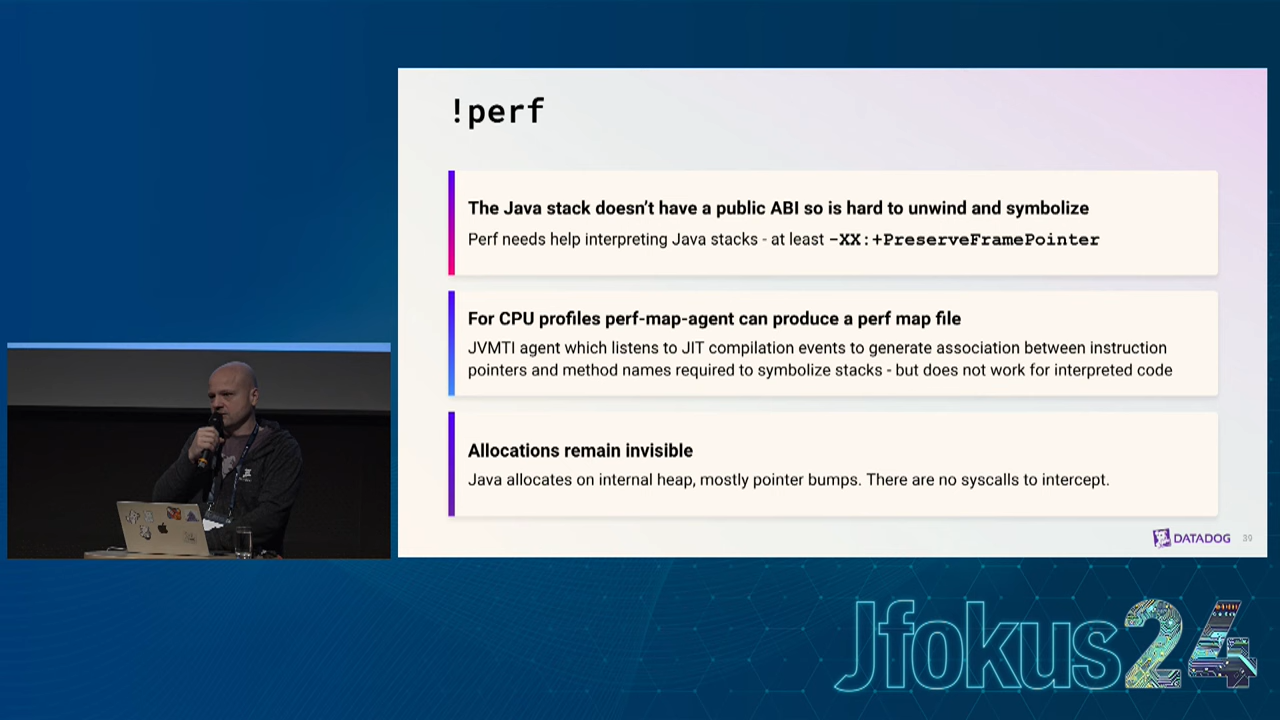 !perf
The Java stack doesn’t have a public ABI so is hard to unwind and symbolize
Perf needs help interpreting Java stacks - at least -XX:+PreserveFramePointer
For CPU profiles perf-map-agent can produce a perf map file
JVMTI agent which listens to JIT compilation events to generate association between instruction
pointers and method names required to symbolize stacks - but does not work for interpreted code
Allocations remain invisible
Java allocates on internal heap, mostly pointer bumps. There are no syscalls to intercept.
DATADOG 39
Jfokus24